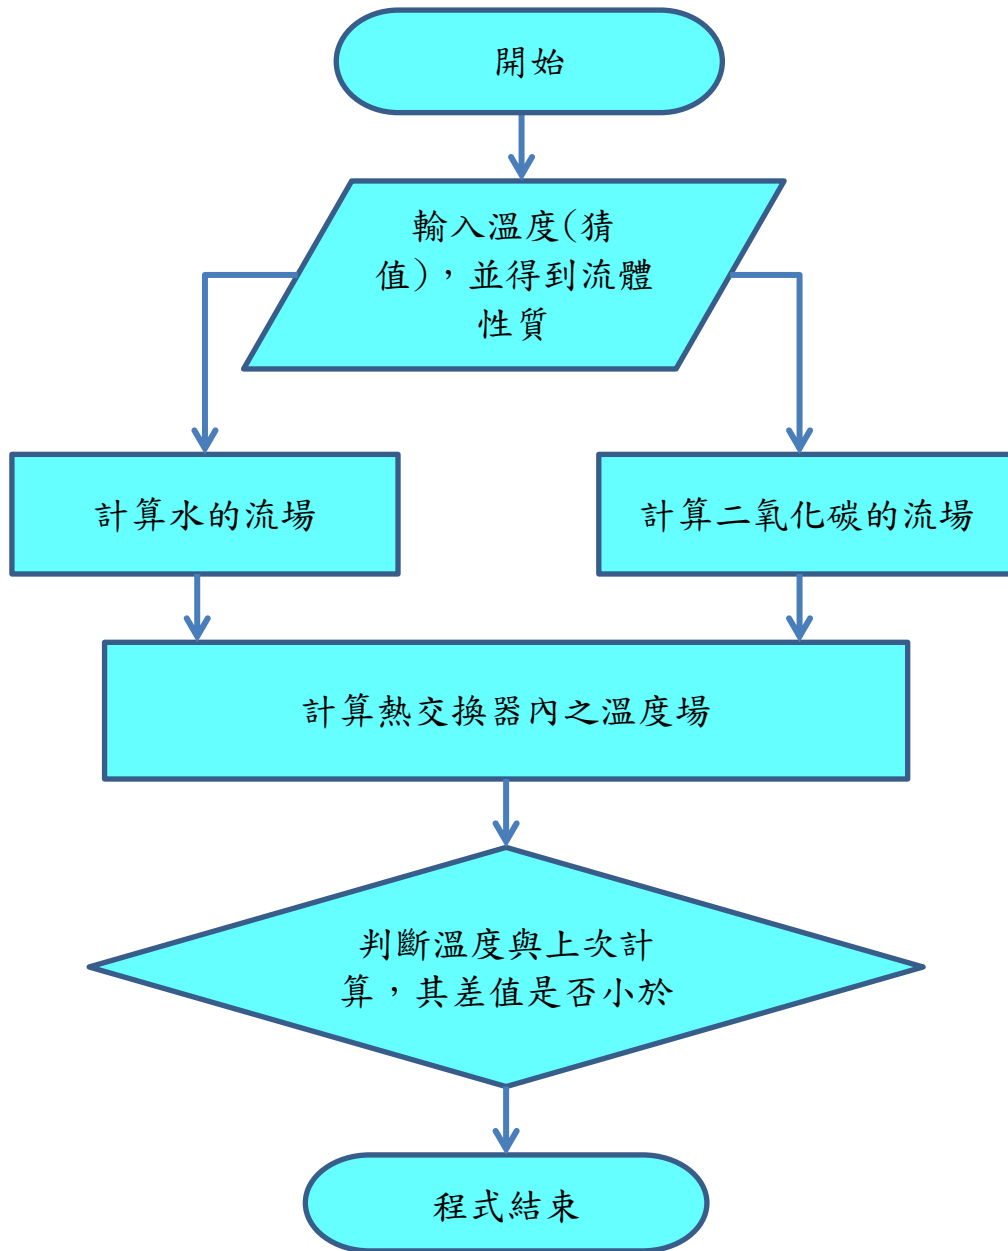 開始
輸入溫度(猜
值)，並得到流體
性質
計算水的流場
計算二氧化碳的流場
計算熱交換器內之溫度場
判斷溫度與上次計
算，其差值是否小於
程式結束